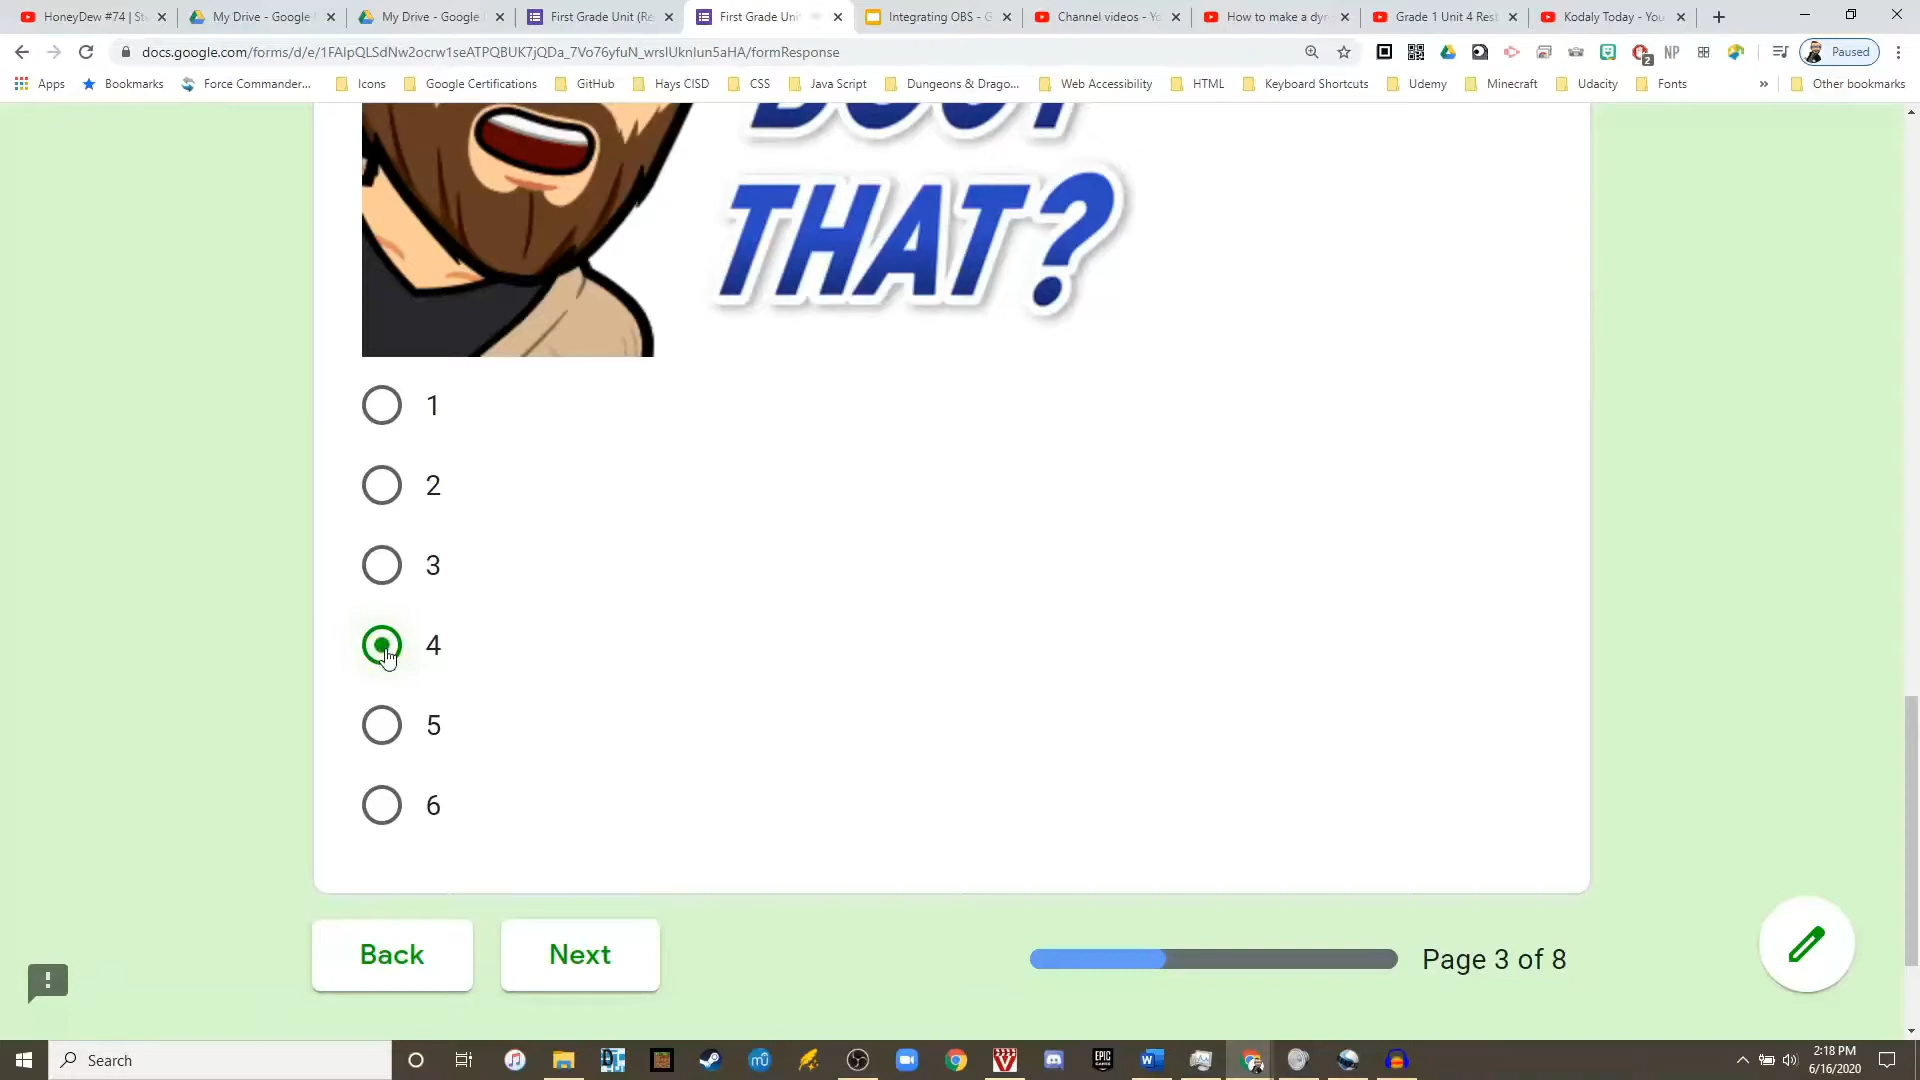 HoneyDew #74 | St
My Drive - Google
My Drive - Google
First Grade Unit (Re
First Grade Uni
Integrating OBS - G
Channel videos - Yo
How to make a dyn
Grade 1 Unit 4 Rest
Kodaly Today - You
docs.google.com/forms/d/e/1FAIpQLSdNw2ocrw1seATPQBUK7jQDa_7Vo76yfuN_wrsIUknIun5aHA/formResponse
2
NP
Paused
Apps
Bookmarks
Force Commander...
Icons
Google Certifications
GitHub
Hays CISD
CSS
Java Script
Dungeons & Drago...
Web Accessibility
HTML
Keyboard Shortcuts
Udemy
Minecraft
Udacity
Fonts
»
Other bookmarks
THAT?
1
2
3
4
5
6
Back
Next
Page 3 of 8
Search
EPIC
2:18 PM
6/16/2020